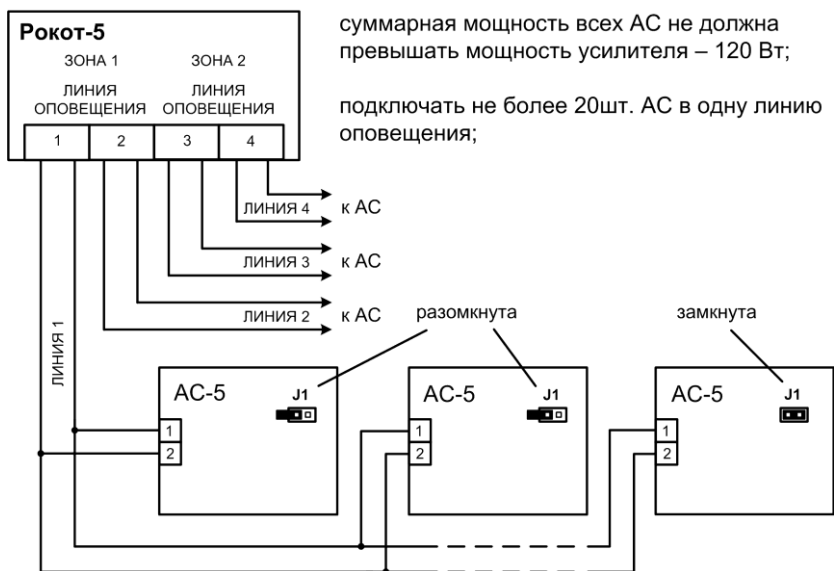 Рокот-5
ЗОНА 1 ЗОНА 2
ЛИНИЯ ОПОВЕЩЕНИЯ
ЛИНИЯ ОПОВЕЩЕНИЯ
1 2 3 4
суммарная мощность всех АС не должна
превышать мощность усилителя – 120 Вт;
подключать не более 20шт. АС в одну линию
оповещения;
ЛИНИЯ 4 к АС
ЛИНИЯ 3 к АС
ЛИНИЯ 2 к АС
ЛИНИЯ 1
разомкнута
замкнута
АС-5
J1
1
2
АС-5
J1
1
2
АС-5
J1
1
2